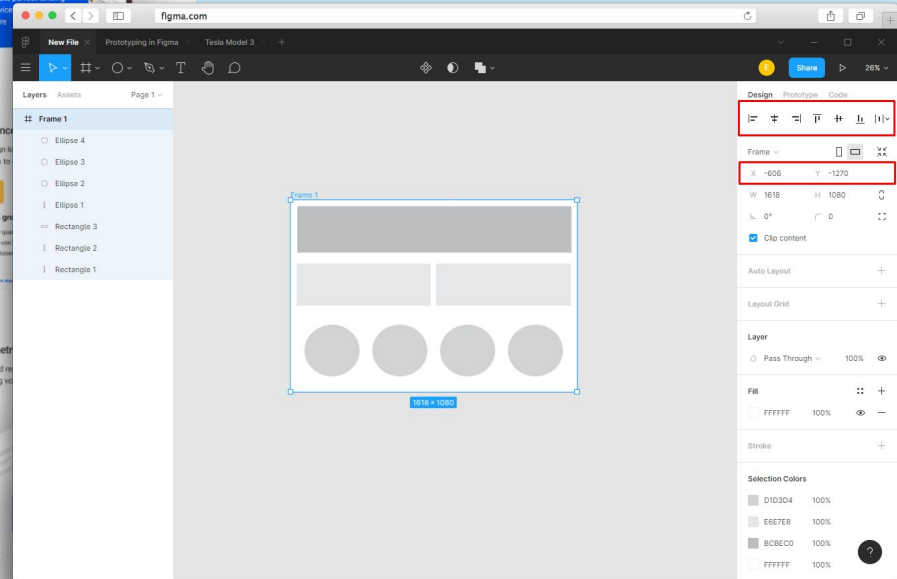 figma.com
New File
Prototyping in Figma
Tesla Model 3
E
Share
26%
Layers
Assets
Page 1
Frame 1
Ellipse 4
Ellipse 3
Ellipse 2
Ellipse 1
Rectangle 3
Rectangle 2
Rectangle 1
Frame 1
1618 × 1080
Design
Prototype
Code
Frame
X -606
Y -1270
W 1618
H 1080
0°
0
Clip content
Auto Layout
Layout Grid
Layer
Pass Through
100%
Fill
FFFFFF 100%
Stroke
Selection Colors
D1D3D4 100%
E6E7E8 100%
BCBEC0 100%
FFFFFF 100%
?